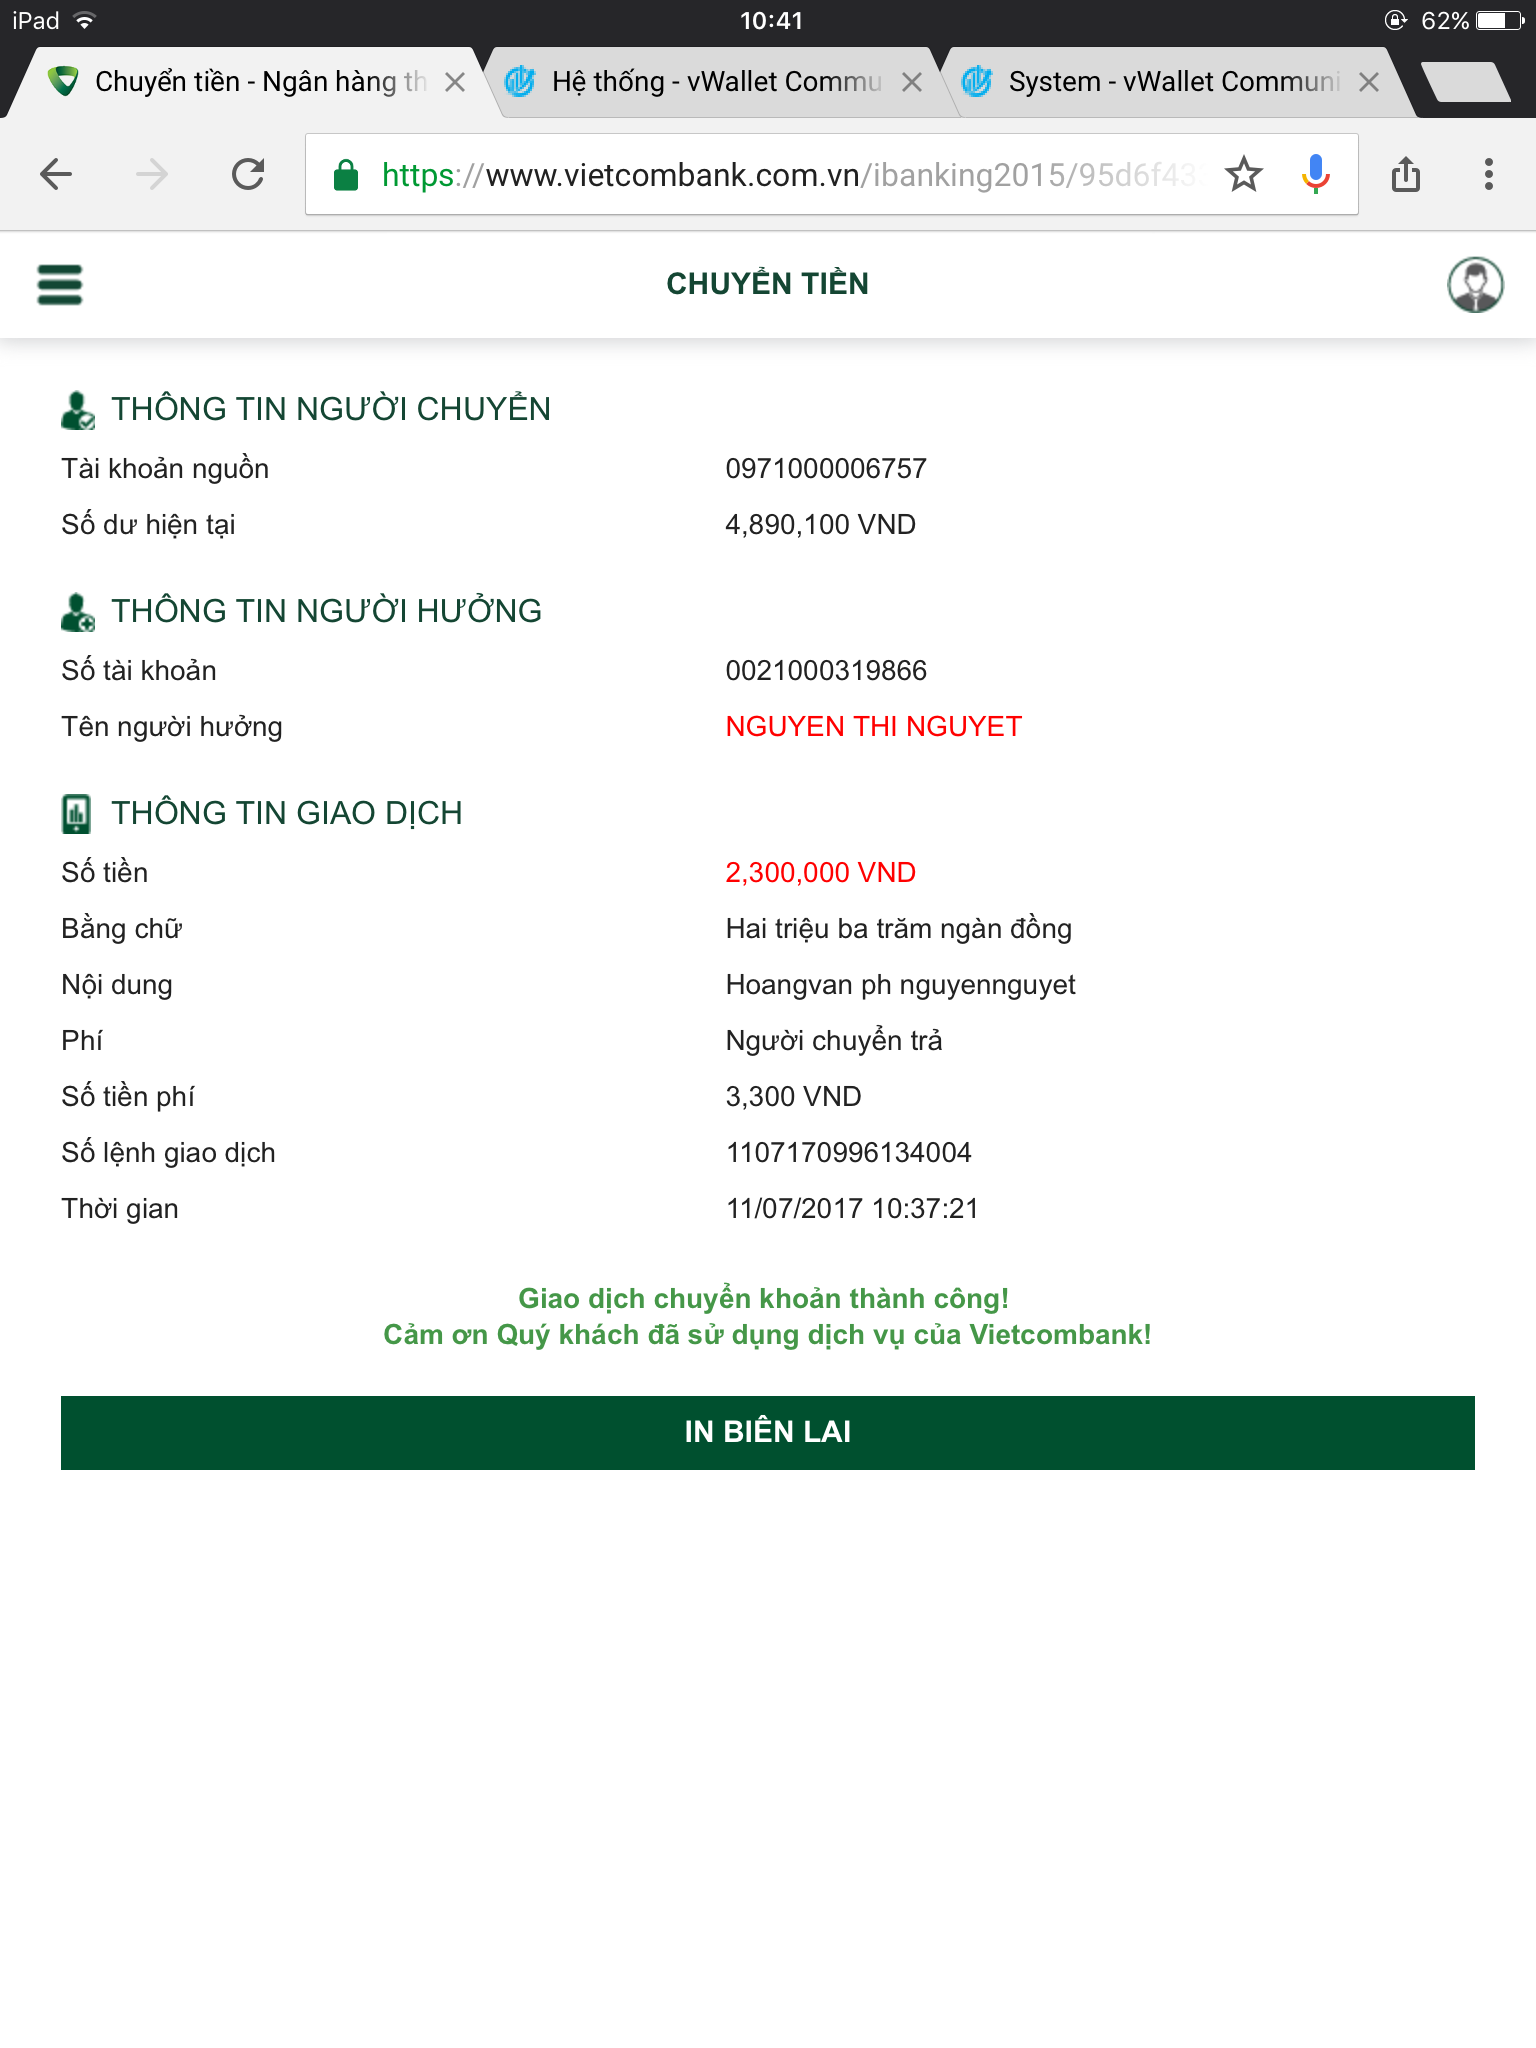 iPad 10:41 62%
Chuyển tiền - Ngân hàng th Hệ thống - vWallet Commu System - vWallet Communi
https://www.vietcombank.com.vn/ibanking2015/95d6f43
CHUYỂN TIỀN
THÔNG TIN NGƯỜI CHUYỂN
Tài khoản nguồn 0971000006757
Số dư hiện tại 4,890,100 VND
THÔNG TIN NGƯỜI HƯỞNG
Số tài khoản 0021000319866
Tên người hưởng NGUYEN THI NGUYET
THÔNG TIN GIAO DỊCH
Số tiền 2,300,000 VND
Bằng chữ Hai triệu ba trăm ngàn đồng
Nội dung Hoangvan ph nguyennguyet
Phí Người chuyển trả
Số tiền phí 3,300 VND
Số lệnh giao dịch 1107170996134004
Thời gian 11/07/2017 10:37:21
Giao dịch chuyển khoản thành công!
Cảm ơn Quý khách đã sử dụng dịch vụ của Vietcombank!
IN BIÊN LAI